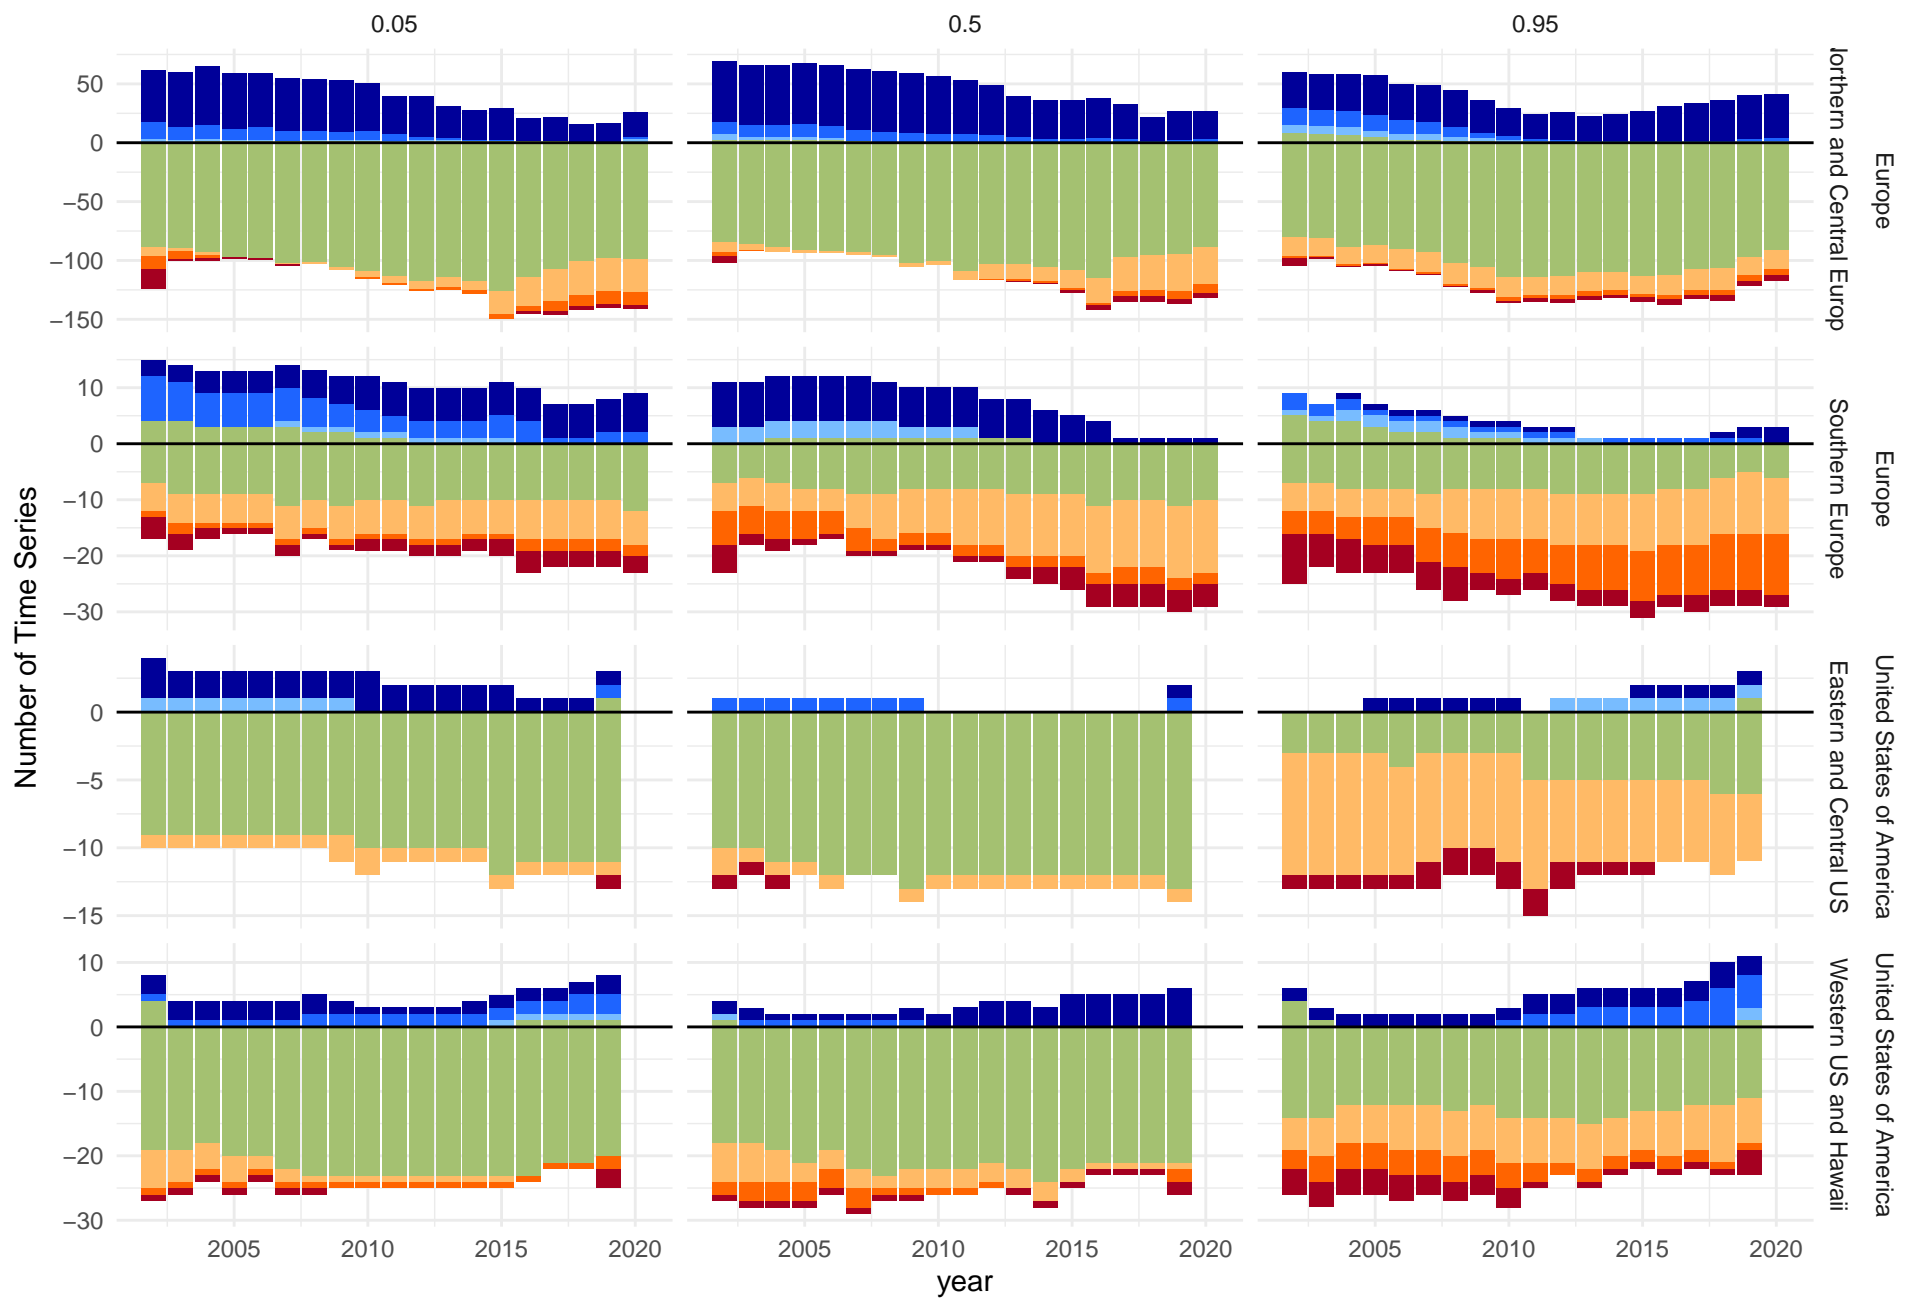 0.05 0.5 0.95
50
0
−50
−100
−150
Northern and Central Europ
Europe
10
0
−10
−20
−30
Southern Europe
Europe
0
−5
−10
−15
Eastern and Central US
United States of America
10
0
−10
−20
−30
Western US and Hawaii
United States of America
Number of Time Series
2005 2010 2015 2020 2005 2010 2015 2020 2005 2010 2015 2020
year